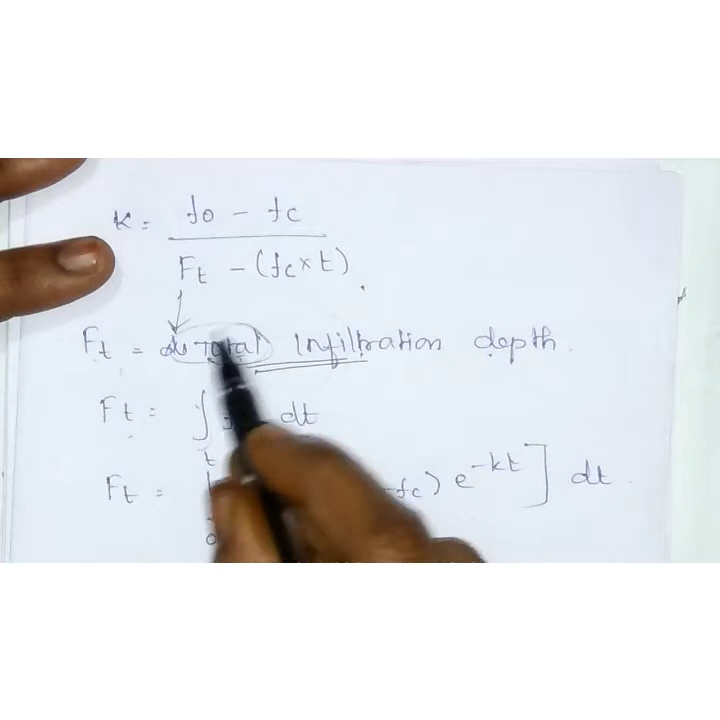 K = fo - fc
Ft - (fc x t)
Ft = Total Infiltration depth.
Ft = ∫ dt
t
Ft = fc) e^-kt ] dt
o